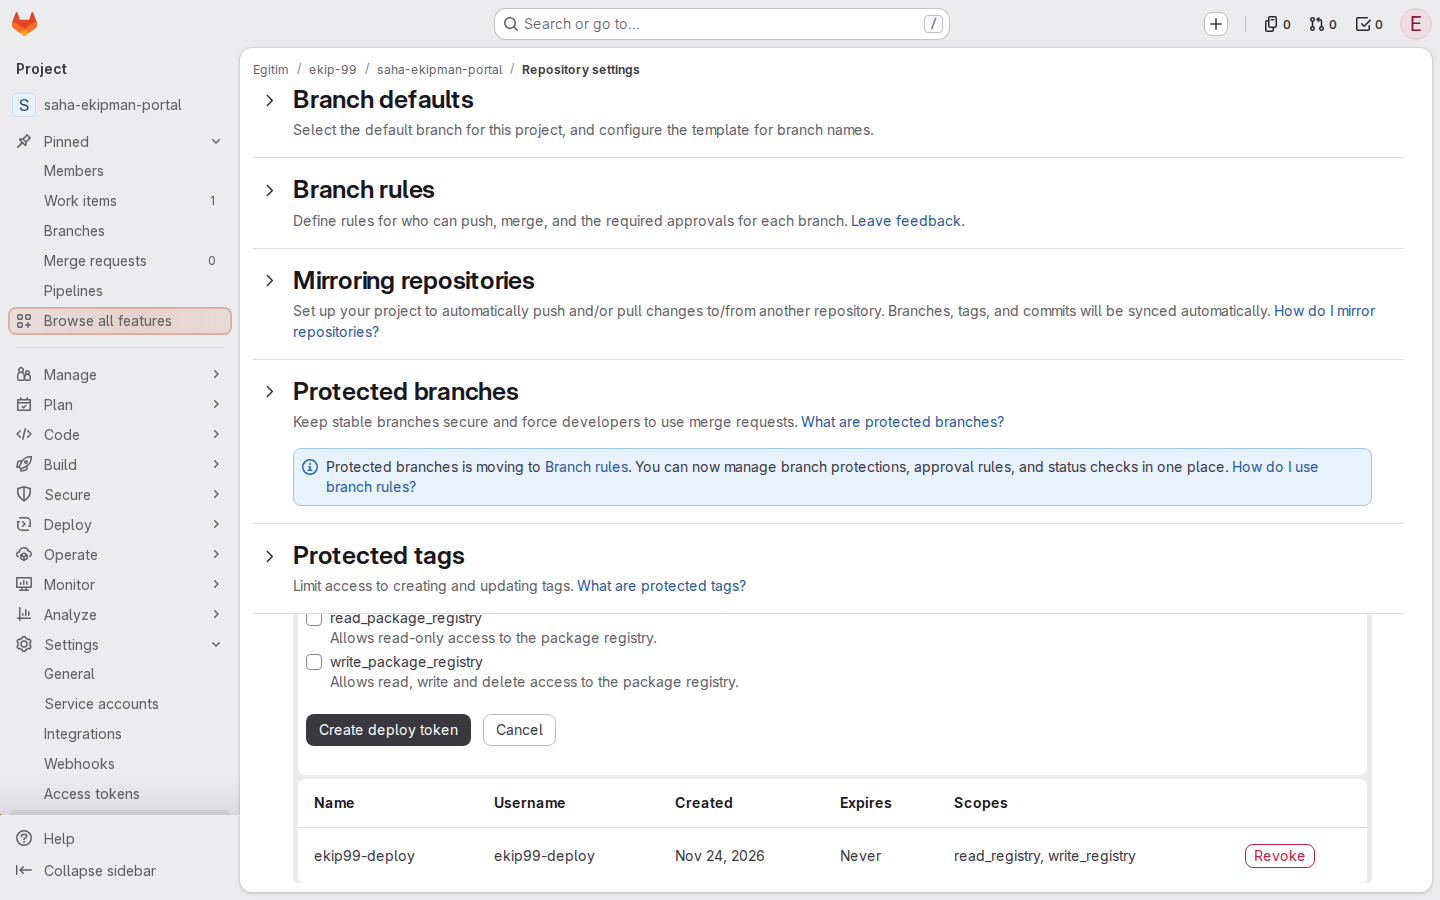 Search or go to...
/
0
0
0
E
Project
S
saha-ekipman-portal
Pinned
Members
Work items
1
Branches
Merge requests
0
Pipelines
Browse all features
Manage
Plan
Code
Build
Secure
Deploy
Operate
Monitor
Analyze
Settings
General
Service accounts
Integrations
Webhooks
Access tokens
Help
Collapse sidebar
Egitim / ekip-99 / saha-ekipman-portal / Repository settings
Branch defaults
Select the default branch for this project, and configure the template for branch names.
Branch rules
Define rules for who can push, merge, and the required approvals for each branch. Leave feedback.
Mirroring repositories
Set up your project to automatically push and/or pull changes to/from another repository. Branches, tags, and commits will be synced automatically. How do I mirror
repositories?
Protected branches
Keep stable branches secure and force developers to use merge requests. What are protected branches?
Protected branches is moving to Branch rules. You can now manage branch protections, approval rules, and status checks in one place. How do I use
branch rules?
Protected tags
Limit access to creating and updating tags. What are protected tags?
read_package_registry
Allows read-only access to the package registry.
write_package_registry
Allows read, write and delete access to the package registry.
Create deploy token
Cancel
Name Username Created Expires Scopes
ekip99-deploy ekip99-deploy Nov 24, 2026 Never read_registry, write_registry Revoke